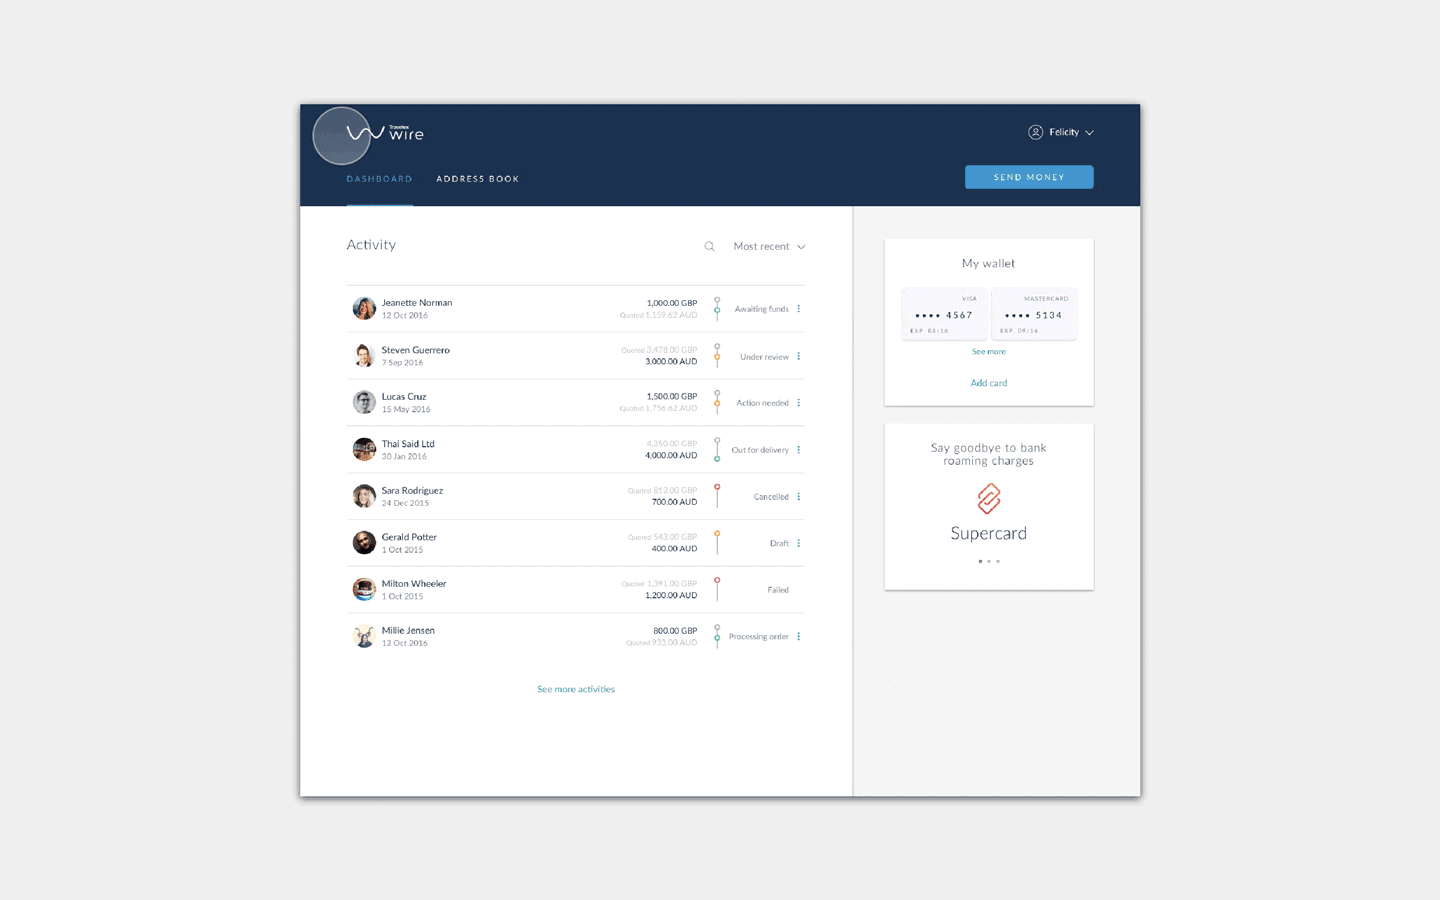 Travelex
wire
Felicity
DASHBOARD
ADDRESS BOOK
SEND MONEY
Activity
Most recent
Jeanette Norman
12 Oct 2016
1,000.00 GBP
Quoted 1,159.62 AUD
Awaiting funds
Steven Guerrero
7 Sep 2016
Quoted 3,478.00 GBP
3,000.00 AUD
Under review
Lucas Cruz
15 May 2016
1,500.00 GBP
Quoted 1,756.62 AUD
Action needed
Thai Said Ltd
30 Jan 2016
4,350.00 GBP
4,000.00 AUD
Out for delivery
Sara Rodriguez
24 Dec 2015
Quoted 812.00 GBP
700.00 AUD
Cancelled
Gerald Potter
1 Oct 2015
Quoted 543.00 GBP
400.00 AUD
Draft
Milton Wheeler
1 Oct 2015
Quoted 1,391.00 GBP
1,200.00 AUD
Failed
Millie Jensen
12 Oct 2016
800.00 GBP
Quoted 935.00 AUD
Processing order
See more activities
My wallet
VISA
•••• 4567
EXP 08/16
MASTERCARD
•••• 5134
EXP 09/16
See more
Add card
Say goodbye to bank
roaming charges
Supercard